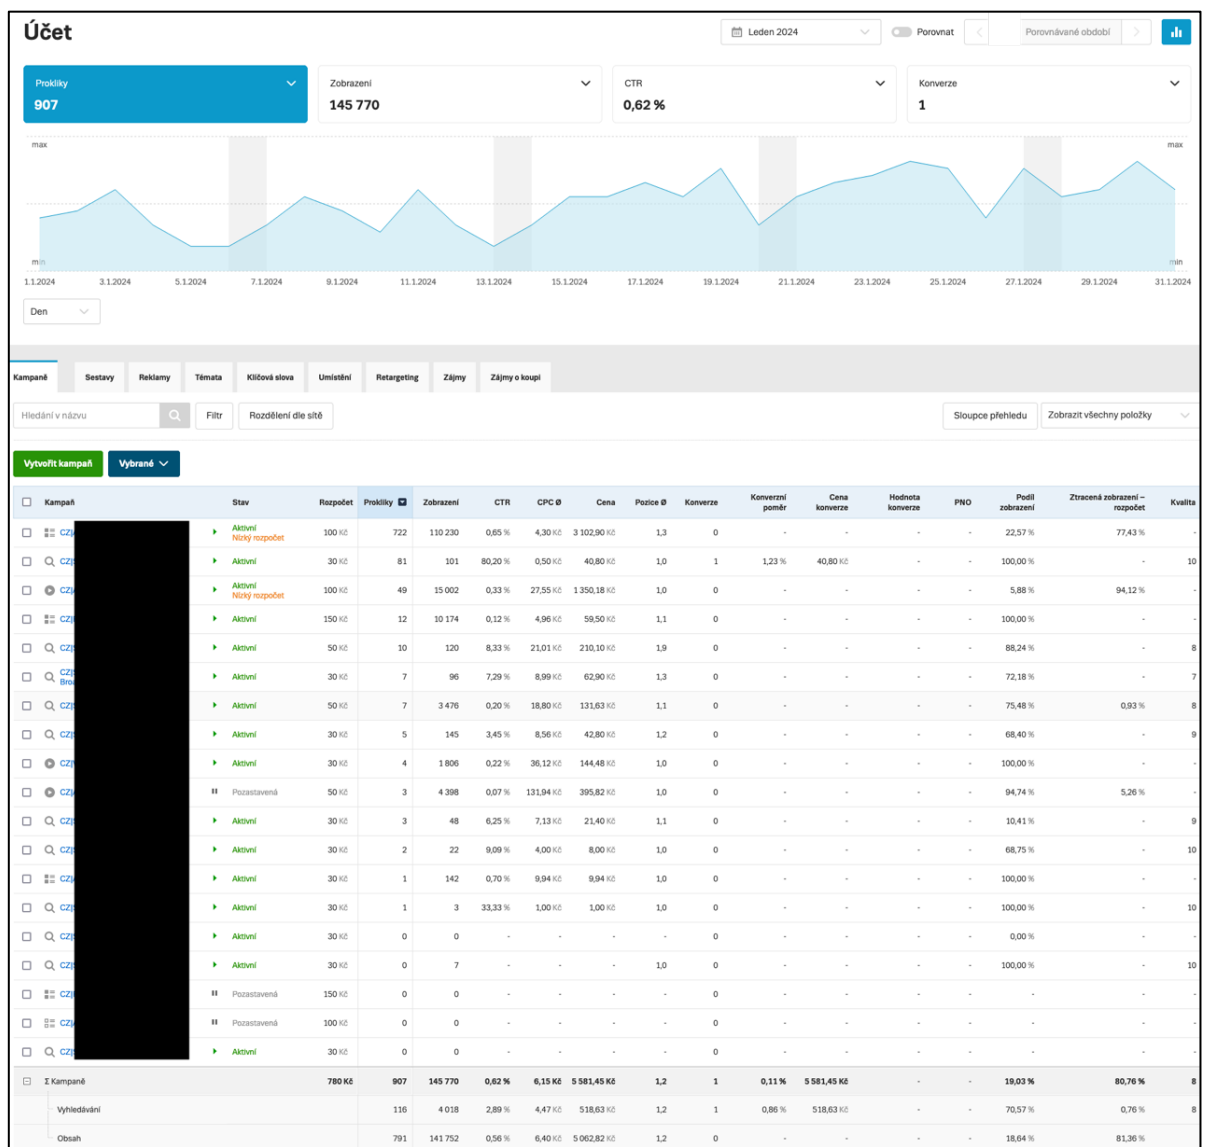 Účet
Leden 2024 Porovnat Porovnávané období
Prokliky Zobrazení CTR Konverze
907 145 770 0,62 % 1
max max
min min
1.1.2024 3.1.2024 5.1.2024 7.1.2024 9.1.2024 11.1.2024 13.1.2024 15.1.2024 17.1.2024 19.1.2024 21.1.2024 23.1.2024 25.1.2024 27.1.2024 29.1.2024 31.1.2024
Den
Kampaně Sestavy Reklamy Témata Klíčová slova Umístění Retargeting Zájmy Zájmy o koupi
Hledání v názvu Filtr Rozdělení dle sítě Sloupce přehledu Zobrazit všechny položky
Vytvořit kampaň Vybrané
Kampaň Stav Rozpočet Prokliky Zobrazení CTR CPC Ø Cena Pozice Ø Konverze Konverzní poměr Cena konverze Hodnota konverze PNO Podíl zobrazení Ztracená zobrazení – rozpočet Kvalita
CZ| Aktivní Nízký rozpočet 100 Kč 722 110 230 0,65 % 4,30 Kč 3 102,90 Kč 1,3 0 - - - - 22,57 % 77,43 % -
CZ| Aktivní 30 Kč 81 101 80,20 % 0,50 Kč 40,80 Kč 1,0 1 1,23 % 40,80 Kč - - 100,00 % - 10
CZ| Aktivní Nízký rozpočet 100 Kč 49 15 002 0,33 % 27,55 Kč 1 350,18 Kč 1,0 0 - - - - 5,88 % 94,12 % -
CZ| Aktivní 150 Kč 12 10 174 0,12 % 4,96 Kč 59,50 Kč 1,1 0 - - - - 100,00 % - -
CZ| Aktivní 50 Kč 10 120 8,33 % 21,01 Kč 210,10 Kč 1,9 0 - - - - 88,24 % - 8
CZ| Aktivní 30 Kč 7 96 7,29 % 8,99 Kč 62,90 Kč 1,3 0 - - - - 72,18 % - 7
CZ| Aktivní 50 Kč 7 3 476 0,20 % 18,80 Kč 131,63 Kč 1,1 0 - - - - 75,48 % 0,93 % 8
CZ| Aktivní 30 Kč 5 145 3,45 % 8,56 Kč 42,80 Kč 1,2 0 - - - - 68,40 % - 9
CZ| Aktivní 30 Kč 4 1 806 0,22 % 36,12 Kč 144,48 Kč 1,0 0 - - - - 100,00 % - -
CZ| Pozastavená 50 Kč 3 4 398 0,07 % 131,94 Kč 395,82 Kč 1,0 0 - - - - 94,74 % 5,26 % -
CZ| Aktivní 30 Kč 3 48 6,25 % 7,13 Kč 21,40 Kč 1,1 0 - - - - 10,41 % - 9
CZ| Aktivní 30 Kč 2 22 9,09 % 4,00 Kč 8,00 Kč 1,0 0 - - - - 68,75 % - 10
CZ| Aktivní 30 Kč 1 142 0,70 % 9,94 Kč 9,94 Kč 1,0 0 - - - - 100,00 % - -
CZ| Aktivní 30 Kč 1 3 33,33 % 1,00 Kč 1,00 Kč 1,0 0 - - - - 100,00 % - 10
CZ| Aktivní 30 Kč 0 0 - - - - 0 - - - - 0,00 % - -
CZ| Aktivní 30 Kč 0 7 - - - 1,0 0 - - - - 100,00 % - 10
CZ| Pozastavená 150 Kč 0 0 - - - - 0 - - - - - - -
CZ| Pozastavená 100 Kč 0 0 - - - - 0 - - - - - - -
CZ| Aktivní 30 Kč 0 0 - - - - 0 - - - - - - -
Σ Kampaně 780 Kč 907 145 770 0,62 % 6,15 Kč 5 581,45 Kč 1,2 1 0,11 % 5 581,45 Kč - - 19,03 % 80,76 % 8
Vyhledávání 116 4 018 2,89 % 4,47 Kč 518,63 Kč 1,2 1 0,86 % 518,63 Kč - - 70,57 % 0,76 % 8
Obsah 791 141 752 0,56 % 6,40 Kč 5 062,82 Kč 1,2 0 - - - - 18,64 % 81,36 % -